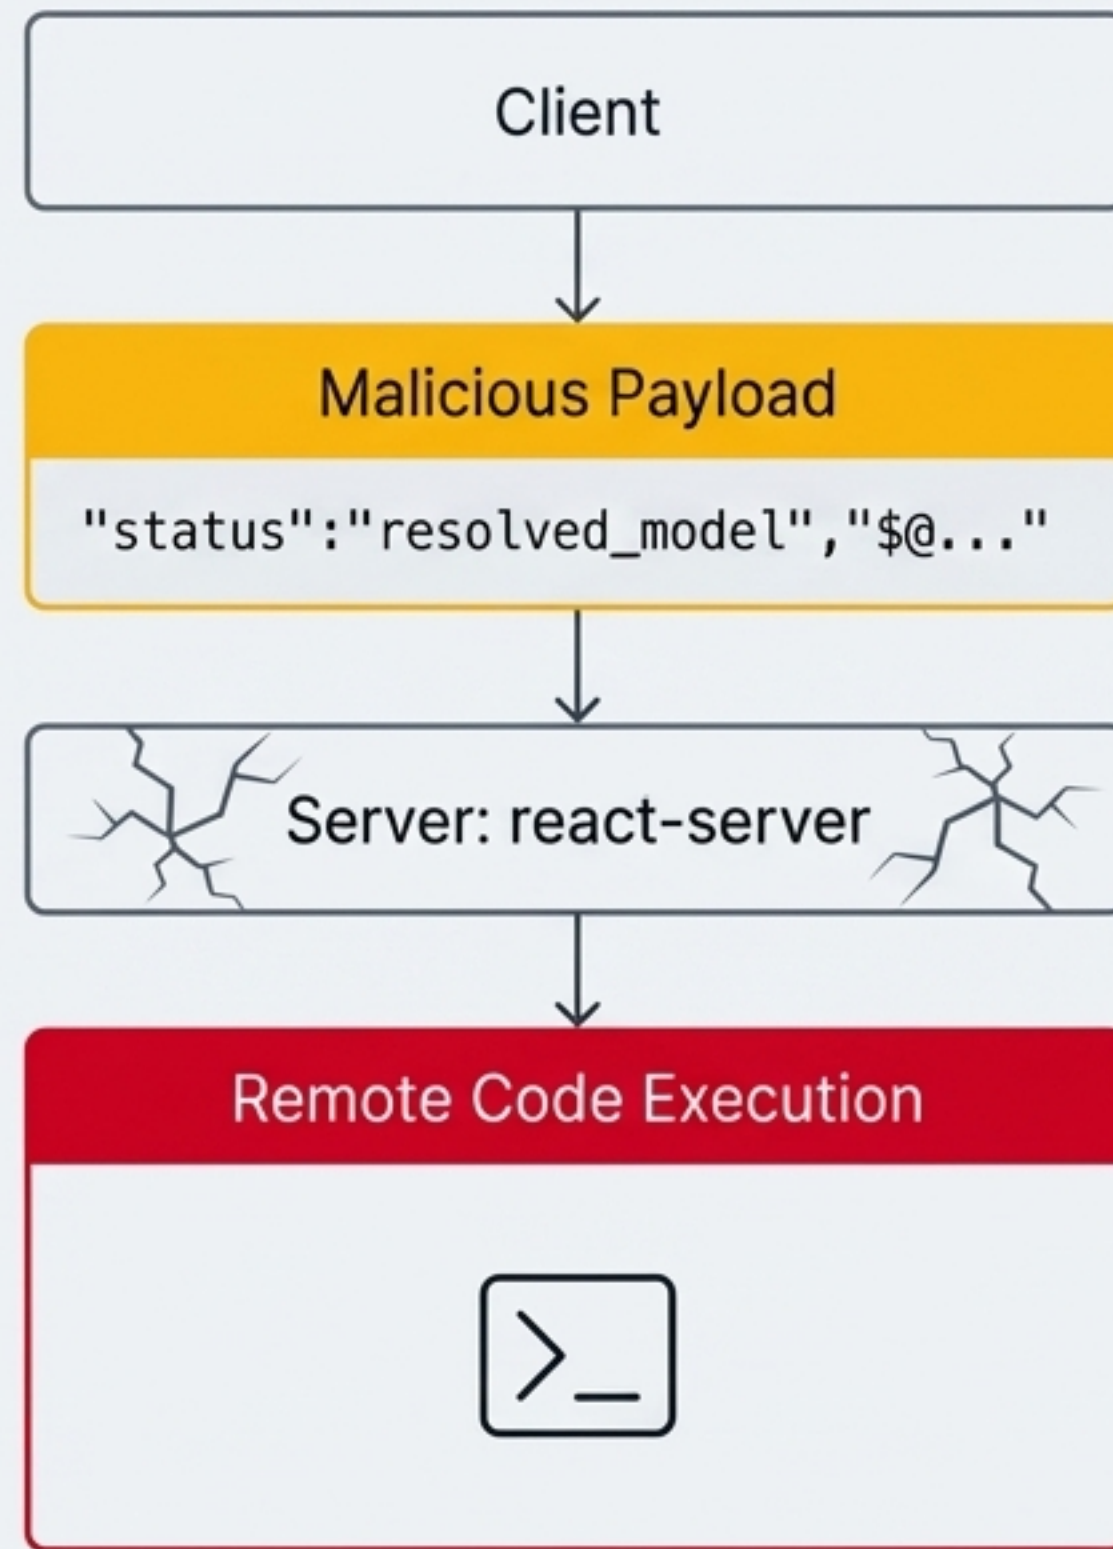 Client
Malicious Payload
"status":"resolved_model","$@..."
Server: react-server
Remote Code Execution
>_